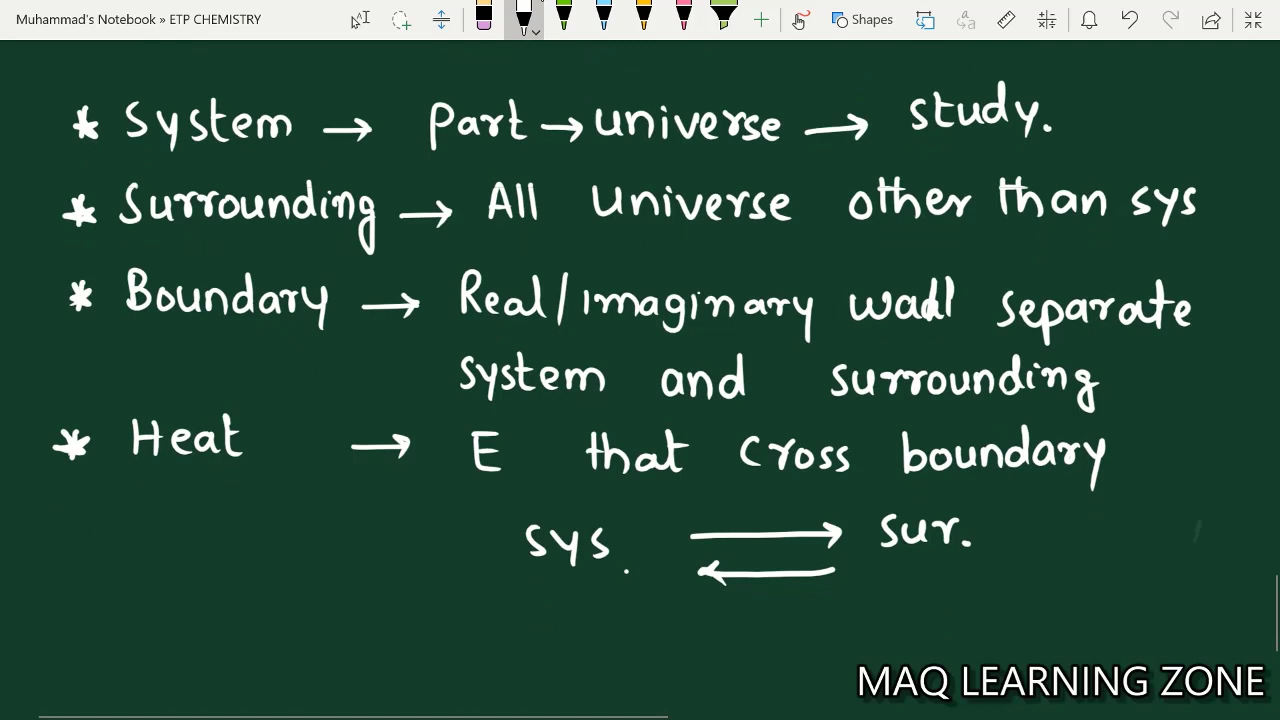 Muhammad's Notebook » ETP CHEMISTRY
Shapes
* System → Part → universe → study.
* Surrounding → All Universe other than sys
* Boundary → Real/imaginary wall separate
system and surrounding
* Heat → E that cross boundary
sys. ⇄ sur.
MAQ LEARNING ZONE